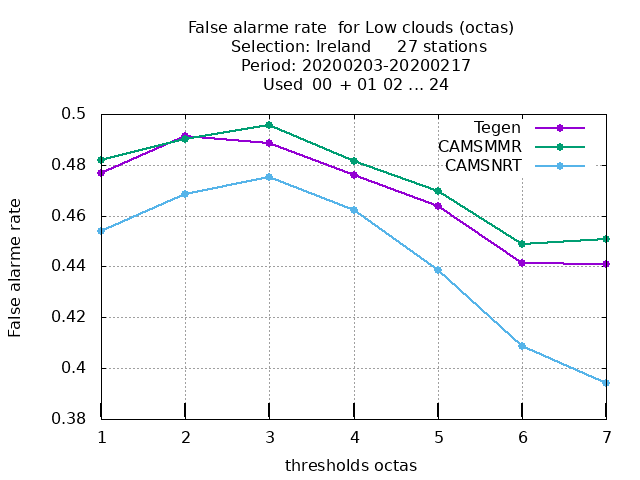 False alarme rate  for Low clouds (octas)
Selection: Ireland     27 stations
Period: 20200203-20200217
Used  00  + 01 02 ... 24
Tegen
CAMSMMR
CAMSNRT
0.5
0.48
0.46
0.44
0.42
0.4
0.38
False alarme rate
1 2 3 4 5 6 7
thresholds octas